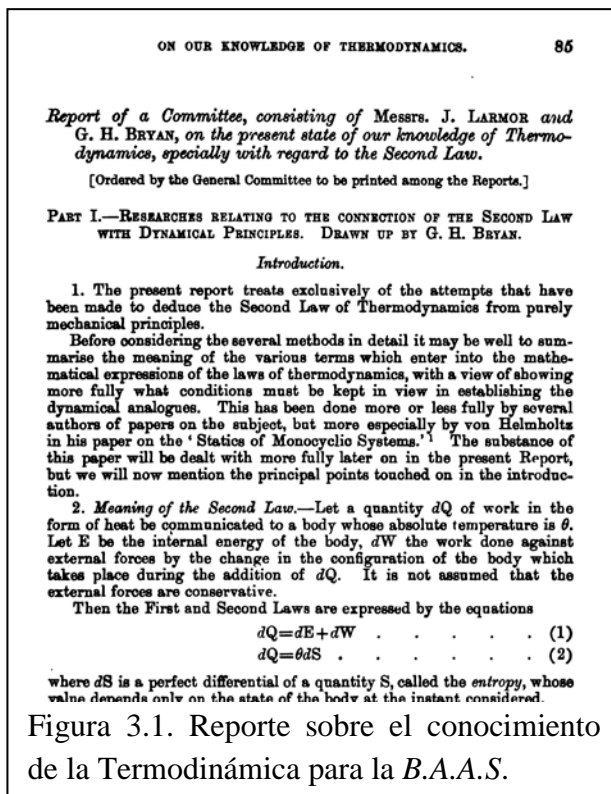 ON OUR KNOWLEDGE OF THERMODYNAMICS. 85
Report of a Committee, consisting of Messrs. J. LARMOR and
G. H. BRYAN, on the present state of our knowledge of Thermo-
dynamics, specially with regard to the Second Law.
[Ordered by the General Committee to be printed among the Reports.]
PART I.—RESEARCHES RELATING TO THE CONNECTION OF THE SECOND LAW
WITH DYNAMICAL PRINCIPLES. DRAWN UP BY G. H. BRYAN.
Introduction.
1. The present report treats exclusively of the attempts that have
been made to deduce the Second Law of Thermodynamics from purely
mechanical principles.
Before considering the several methods in detail it may be well to sum-
marise the meaning of the various terms which enter into the mathe-
matical expressions of the laws of thermodynamics, with a view of showing
more fully what conditions must be kept in view in establishing the
dynamical analogues. This has been done more or less fully by several
authors of papers on the subject, but more especially by von Helmholtz
in his paper on the ‘Statics of Monocyclic Systems.’¹ The substance of
this paper will be dealt with more fully later on in the present Report,
but we will now mention the principal points touched on in the introduc-
tion.
2. Meaning of the Second Law.—Let a quantity dQ of work in the
form of heat be communicated to a body whose absolute temperature is θ.
Let E be the internal energy of the body, dW the work done against
external forces by the change in the configuration of the body which
takes place during the addition of dQ. It is not assumed that the
external forces are conservative.
Then the First and Second Laws are expressed by the equations
dQ=dE+dW . . . . . (1)
dQ=θdS . . . . . . (2)
where dS is a perfect differential of a quantity S, called the entropy, whose
value depends only on the state of the body at the instant considered.
Figura 3.1. Reporte sobre el conocimiento
de la Termodinámica para la B.A.A.S.